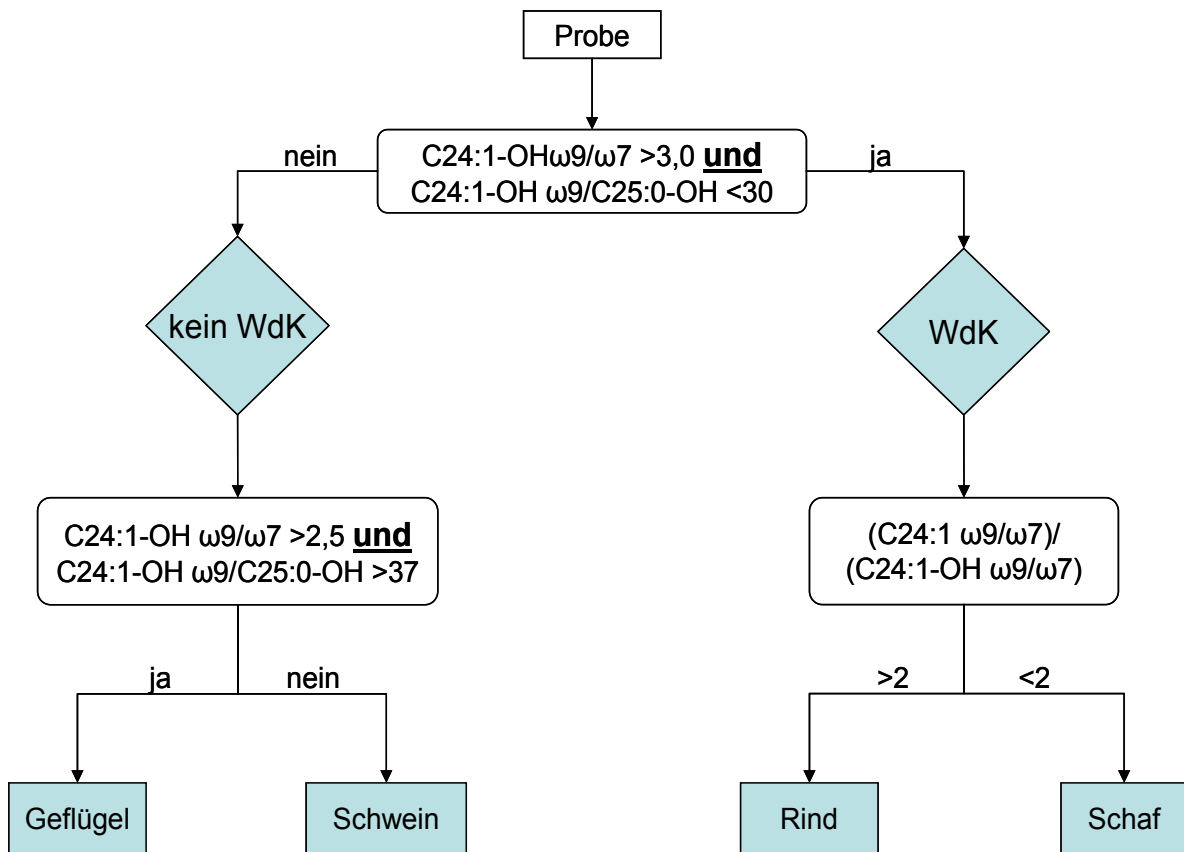 Probe
nein
C24:1-OHω9/ω7 >3,0 und
C24:1-OH ω9/C25:0-OH <30
ja
kein WdK
WdK
C24:1-OH ω9/ω7 >2,5 und
C24:1-OH ω9/C25:0-OH >37
(C24:1 ω9/ω7)/
(C24:1-OH ω9/ω7)
ja
nein
>2
<2
Geflügel
Schwein
Rind
Schaf